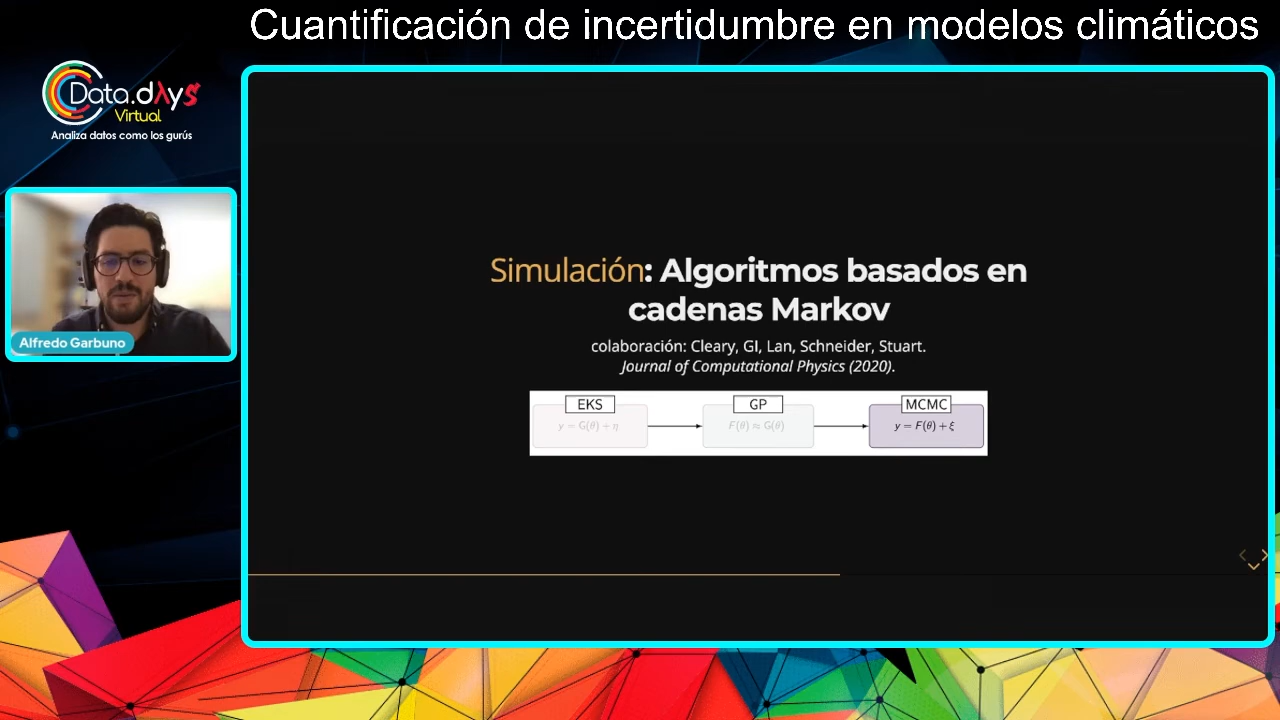 Cuantificación de incertidumbre en modelos climáticos
Data.dAys
Virtual
Analiza datos como los gurús
Alfredo Garbuno
Simulación: Algoritmos basados en
cadenas Markov
colaboración: Cleary, GI, Lan, Schneider, Stuart.
Journal of Computational Physics (2020).
EKS
y = G(θ) + η
GP
F(θ) ≈ G(θ)
MCMC
y = F(θ) + ξ